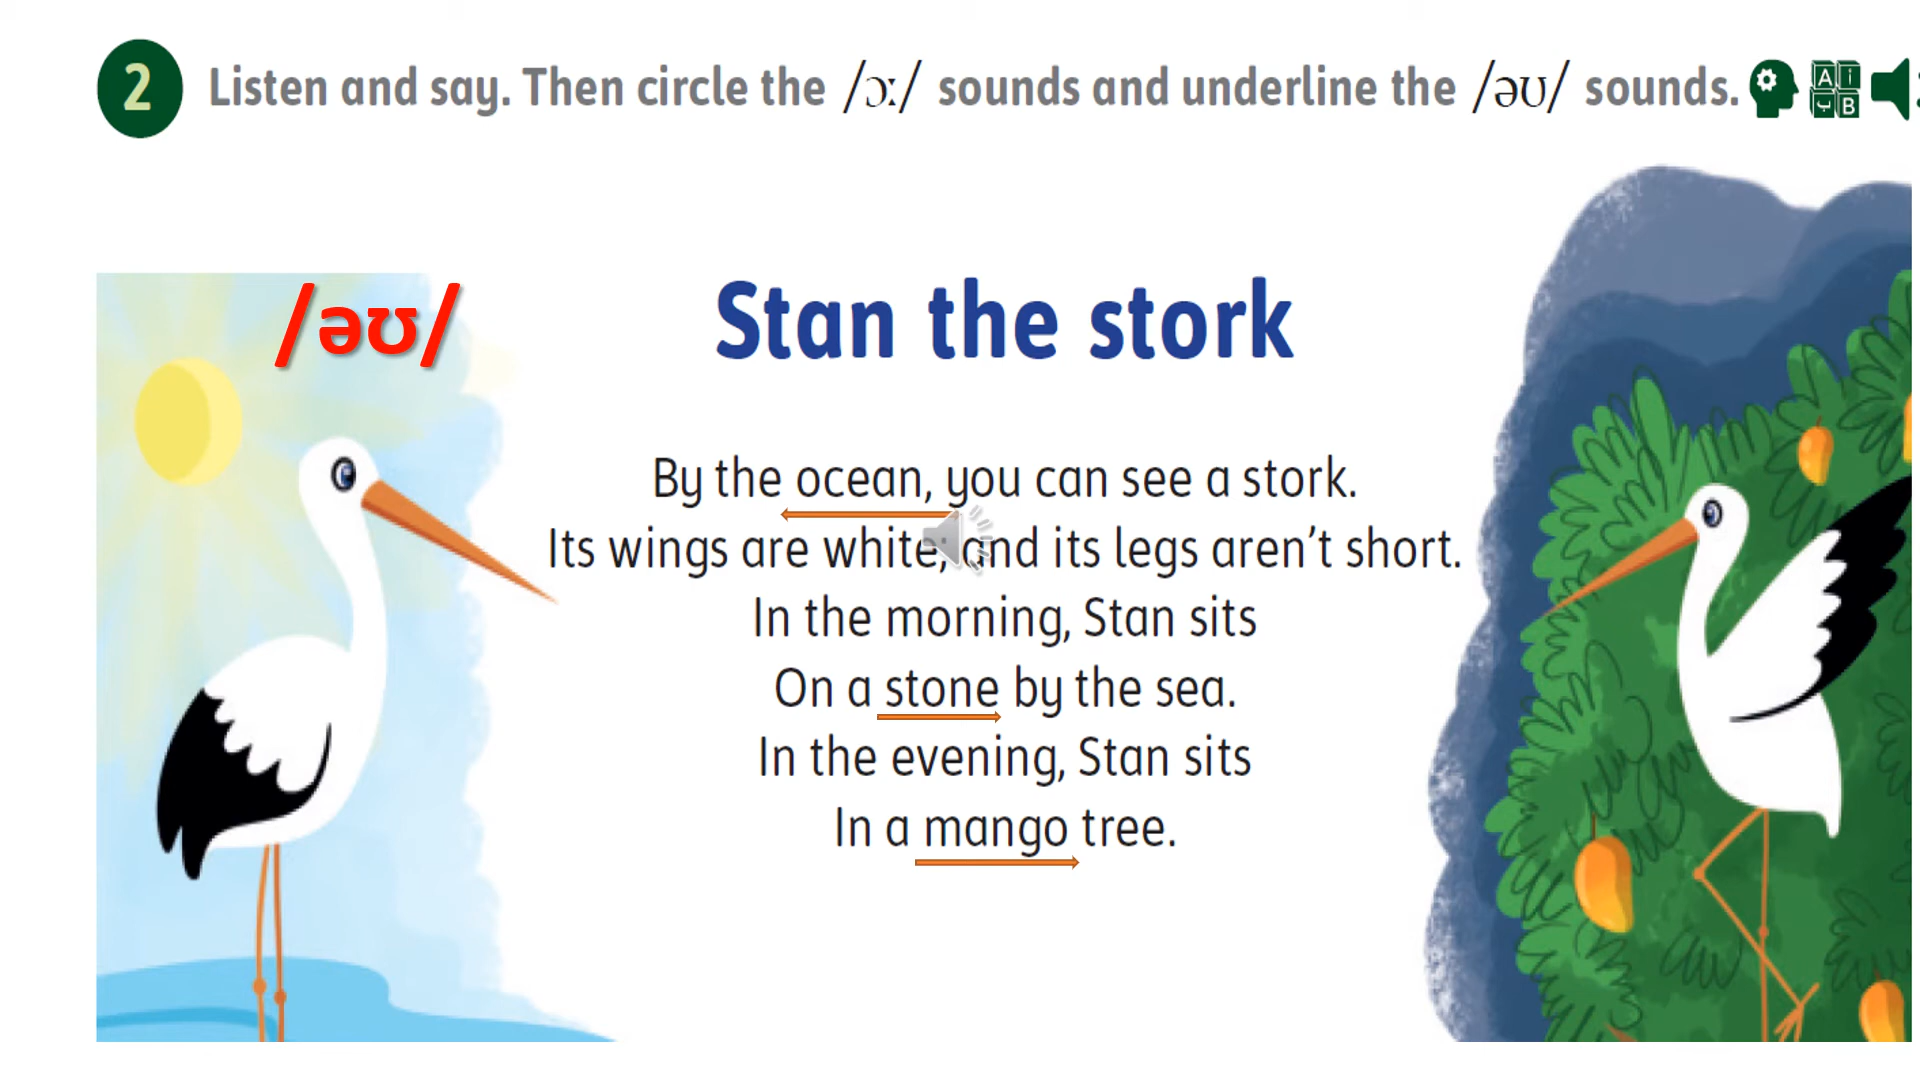 2 Listen and say. Then circle the /ɔː/ sounds and underline the /əʊ/ sounds.
A i ب B
/əʊ/
Stan the stork
By the ocean, you can see a stork.
Its wings are white, and its legs aren't short.
In the morning, Stan sits
On a stone by the sea.
In the evening, Stan sits
In a mango tree.